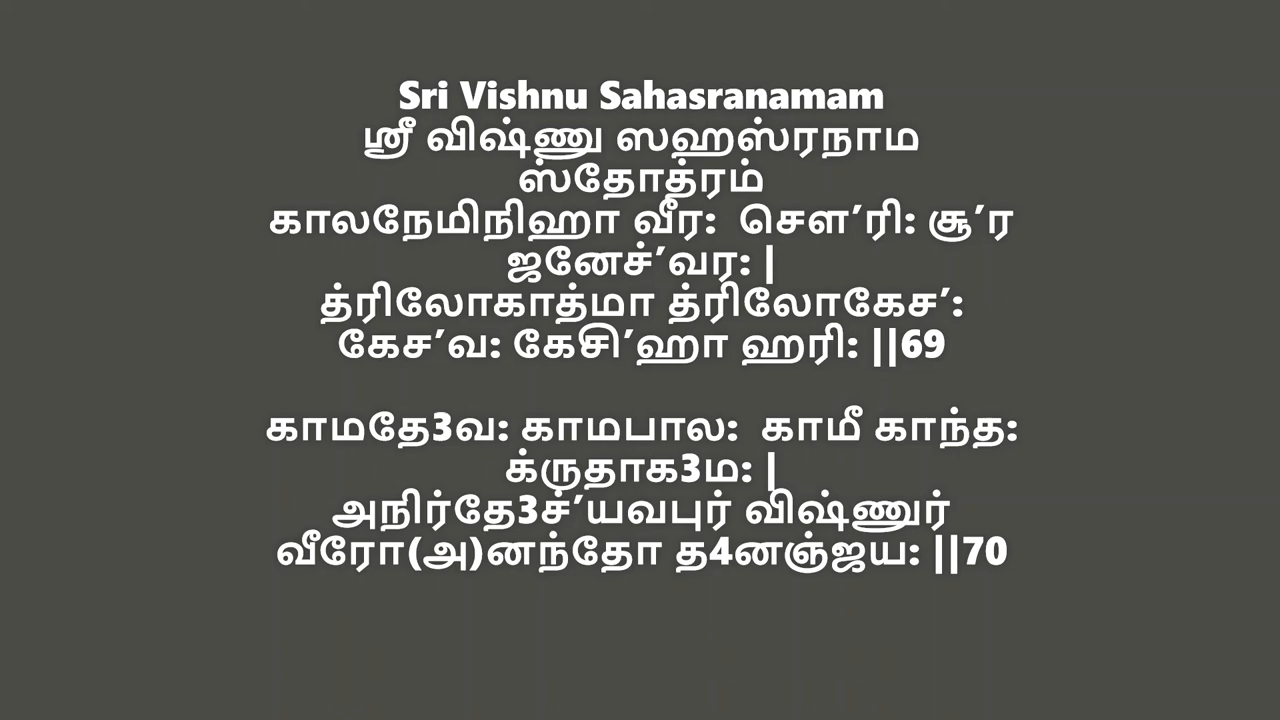 Sri Vishnu Sahasranamam
ஸ்ரீ விஷ்ணு ஸஹஸ்ரநாம
ஸ்தோத்ரம்
காலநேமிநிஹா வீர:  சௌ’ரி: சூ’ர
ஜனேச்’வர: |
த்ரிலோகாத்மா த்ரிலோகேச’:
கேச’வ: கேசி’ஹா ஹரி: ||69
காமதே3வ: காமபால:  காமீ காந்த:
க்ருதாக3ம: |
அநிர்தே3ச்’யவபுர் விஷ்ணுர்
வீரோ(அ)னந்தோ த4னஞ்ஜய: ||70